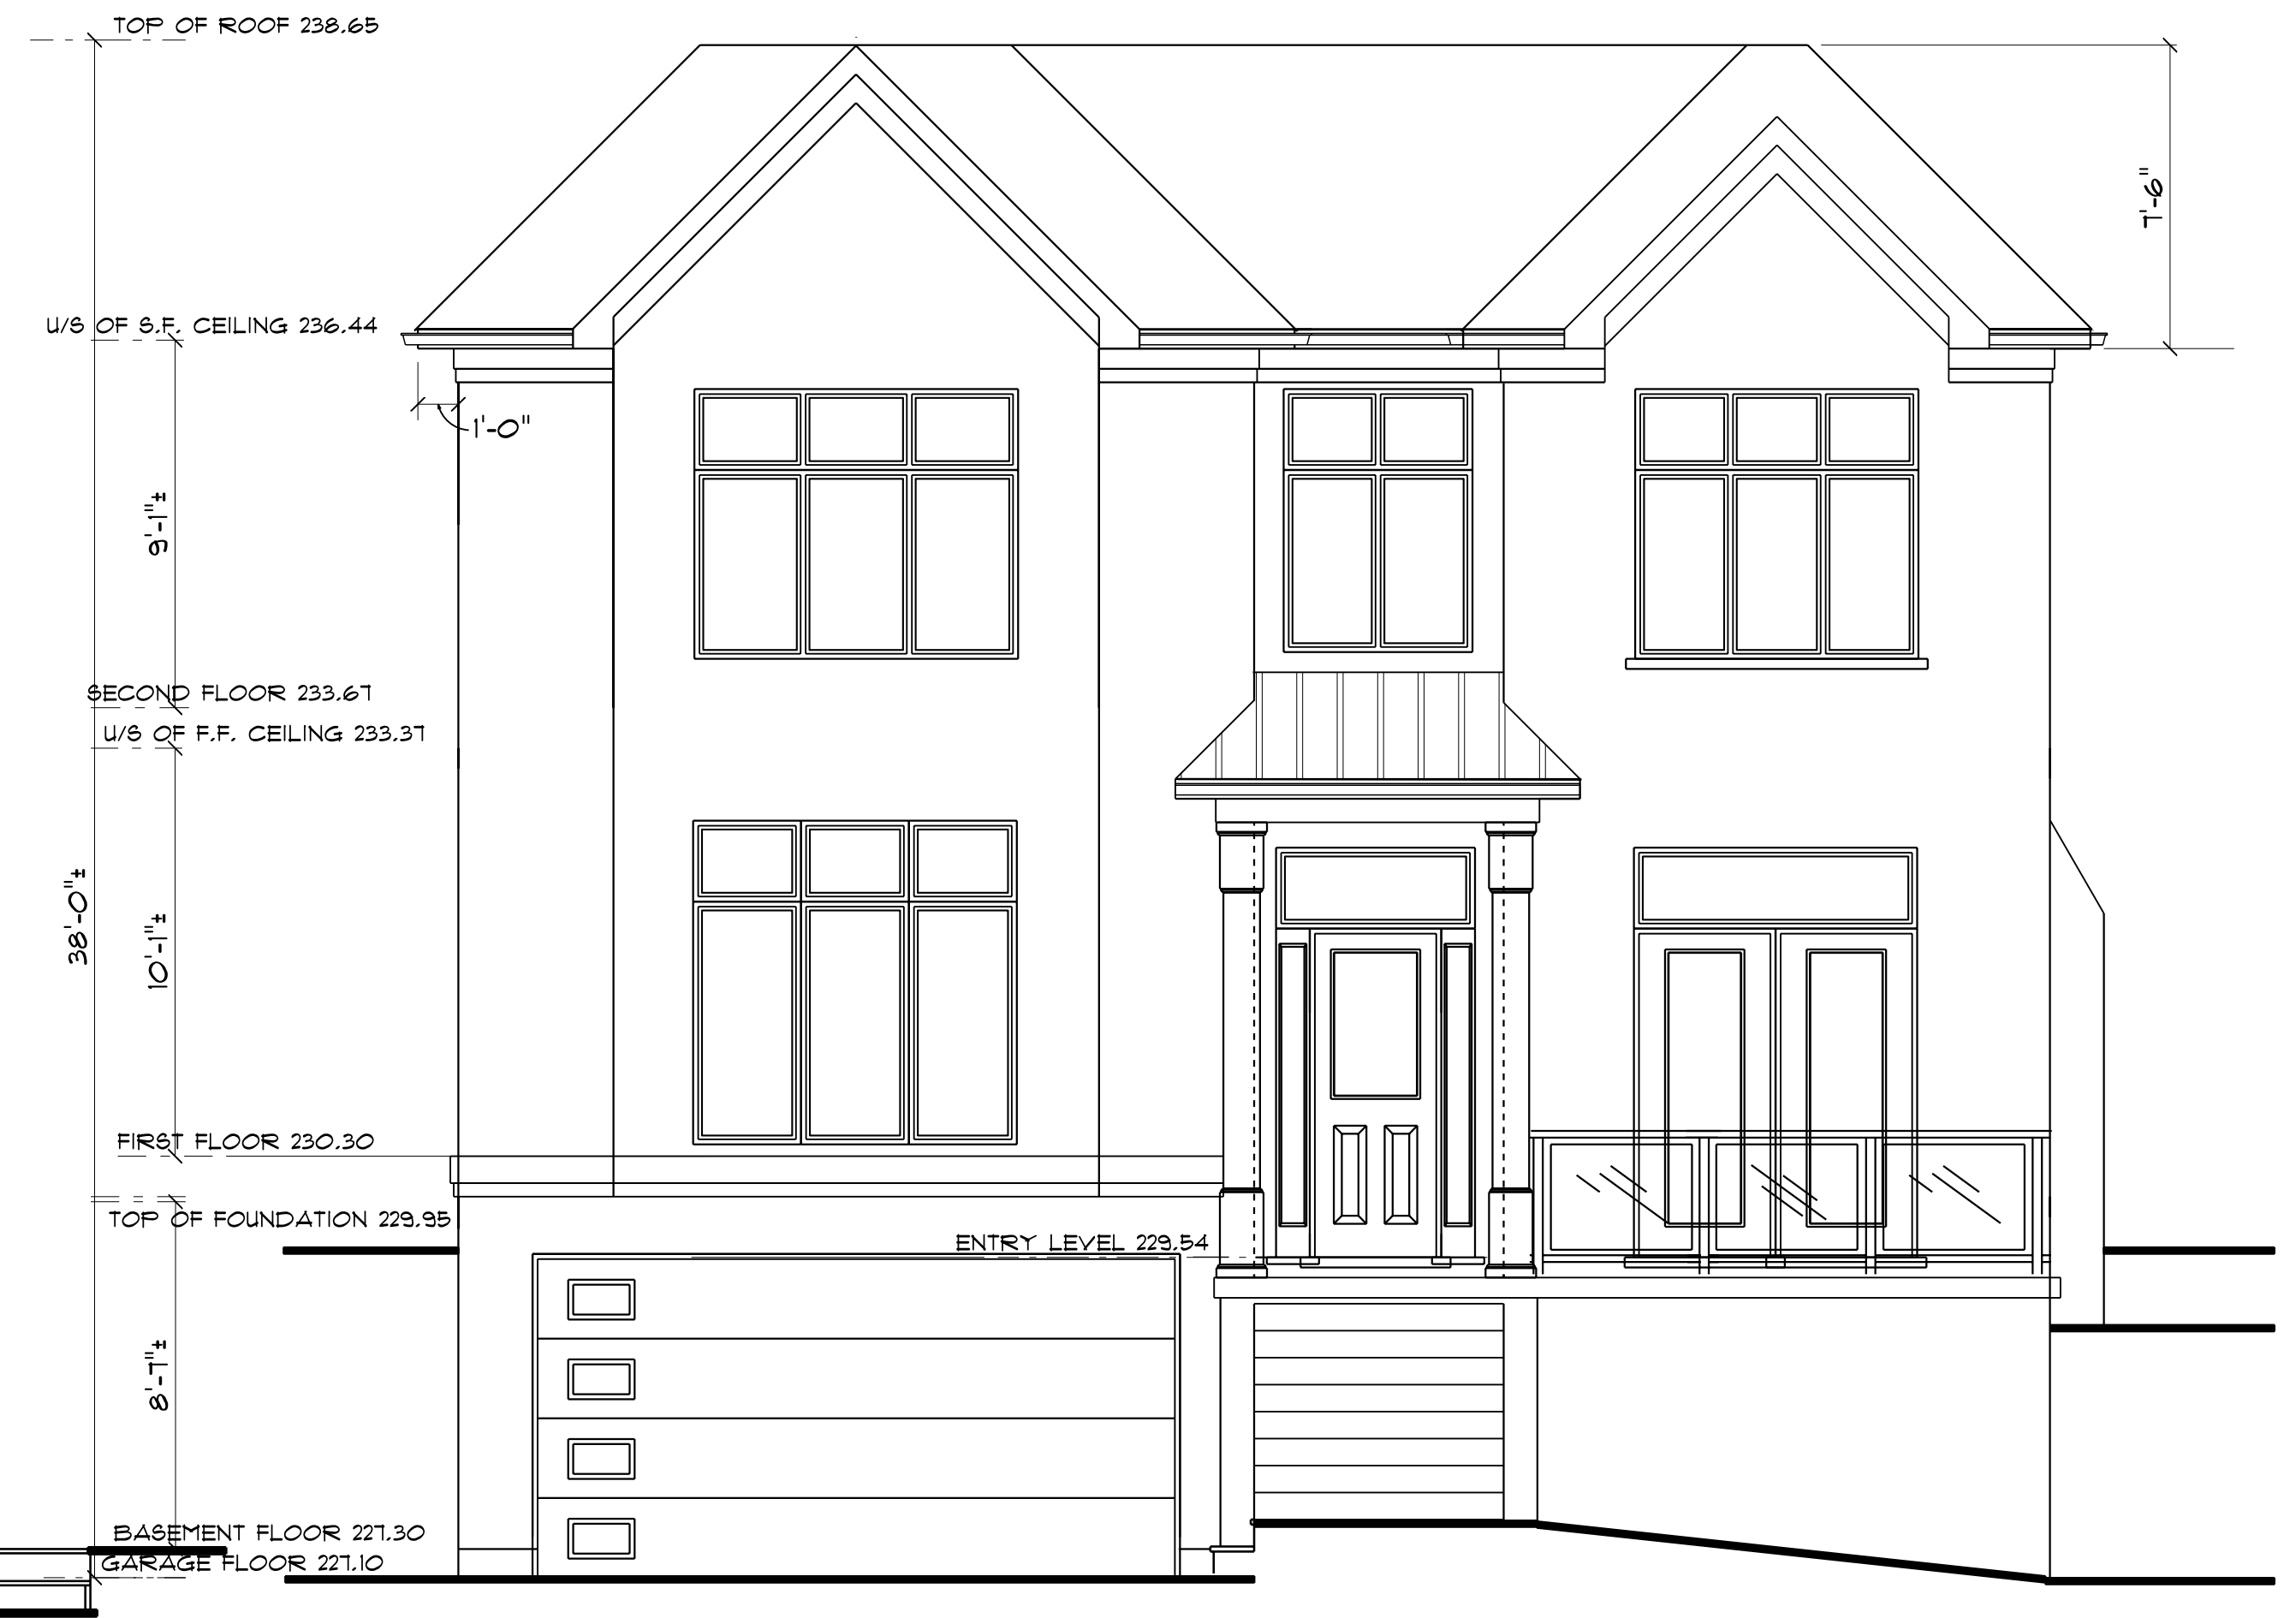 TOP OF ROOF 238.65
7'-6"
U/S OF S.F. CEILING 236.44
1'-0"
9'-1"±
SECOND FLOOR 233.67
U/S OF F.F. CEILING 233.37
38'-0"±
10'-1"±
FIRST FLOOR 230.30
TOP OF FOUNDATION 229.95
ENTRY LEVEL 229.54
8'-7"±
BASEMENT FLOOR 227.30
GARAGE FLOOR 227.10